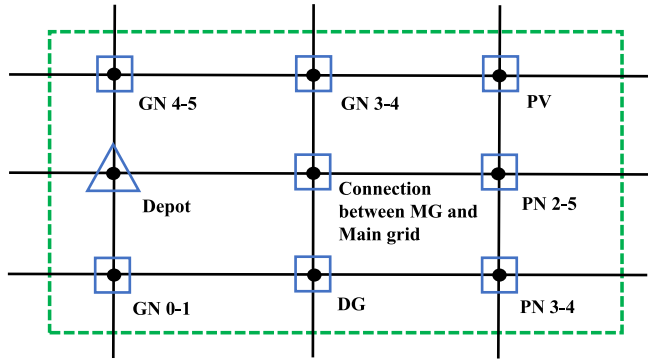 GN 4-5
GN 3-4
PV
Depot
Connection
between MG and
Main grid
PN 2-5
GN 0-1
DG
PN 3-4